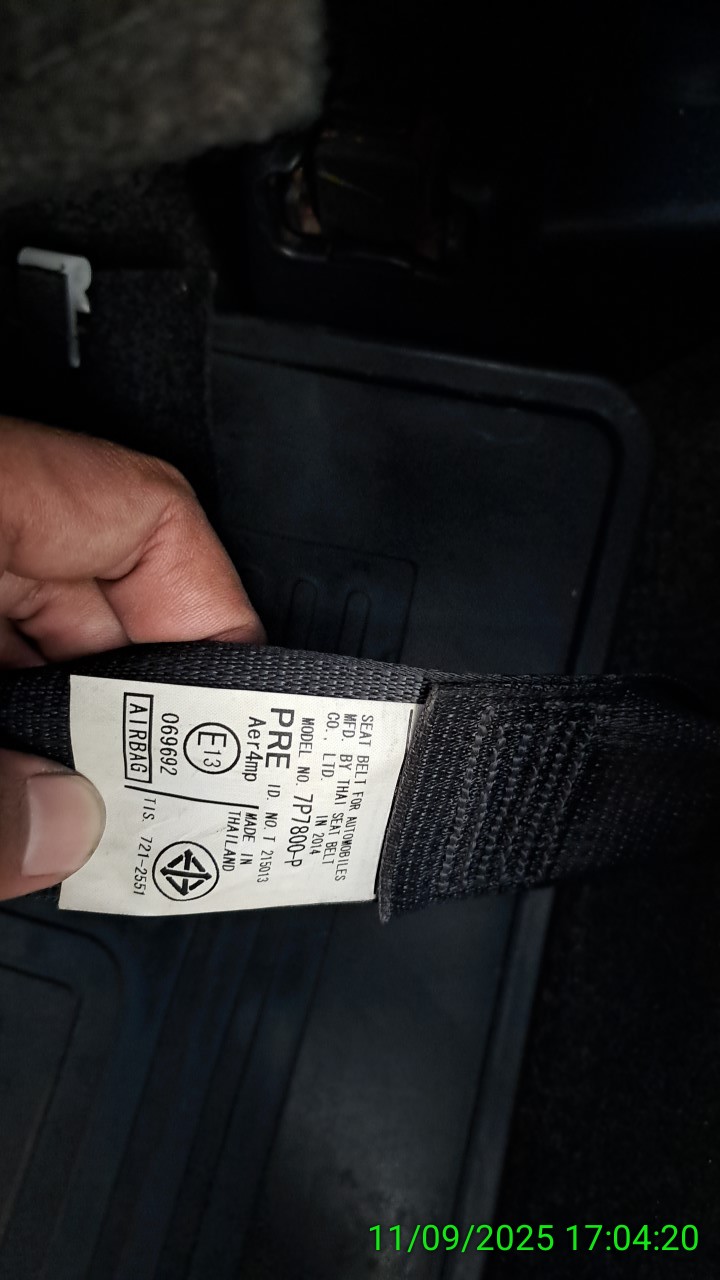 SEAT BELT FOR AUTOMOBILES
MFD. BY THAI SEAT BELT
CO., LTD. IN 2014
MODEL NO. 7P7800-P
PRE ID. NO. T 215013
Aer4mp
MADE IN
THAILAND
E13
069692
AIRBAG
TIS. 721-2551
11/09/2025 17:04:20